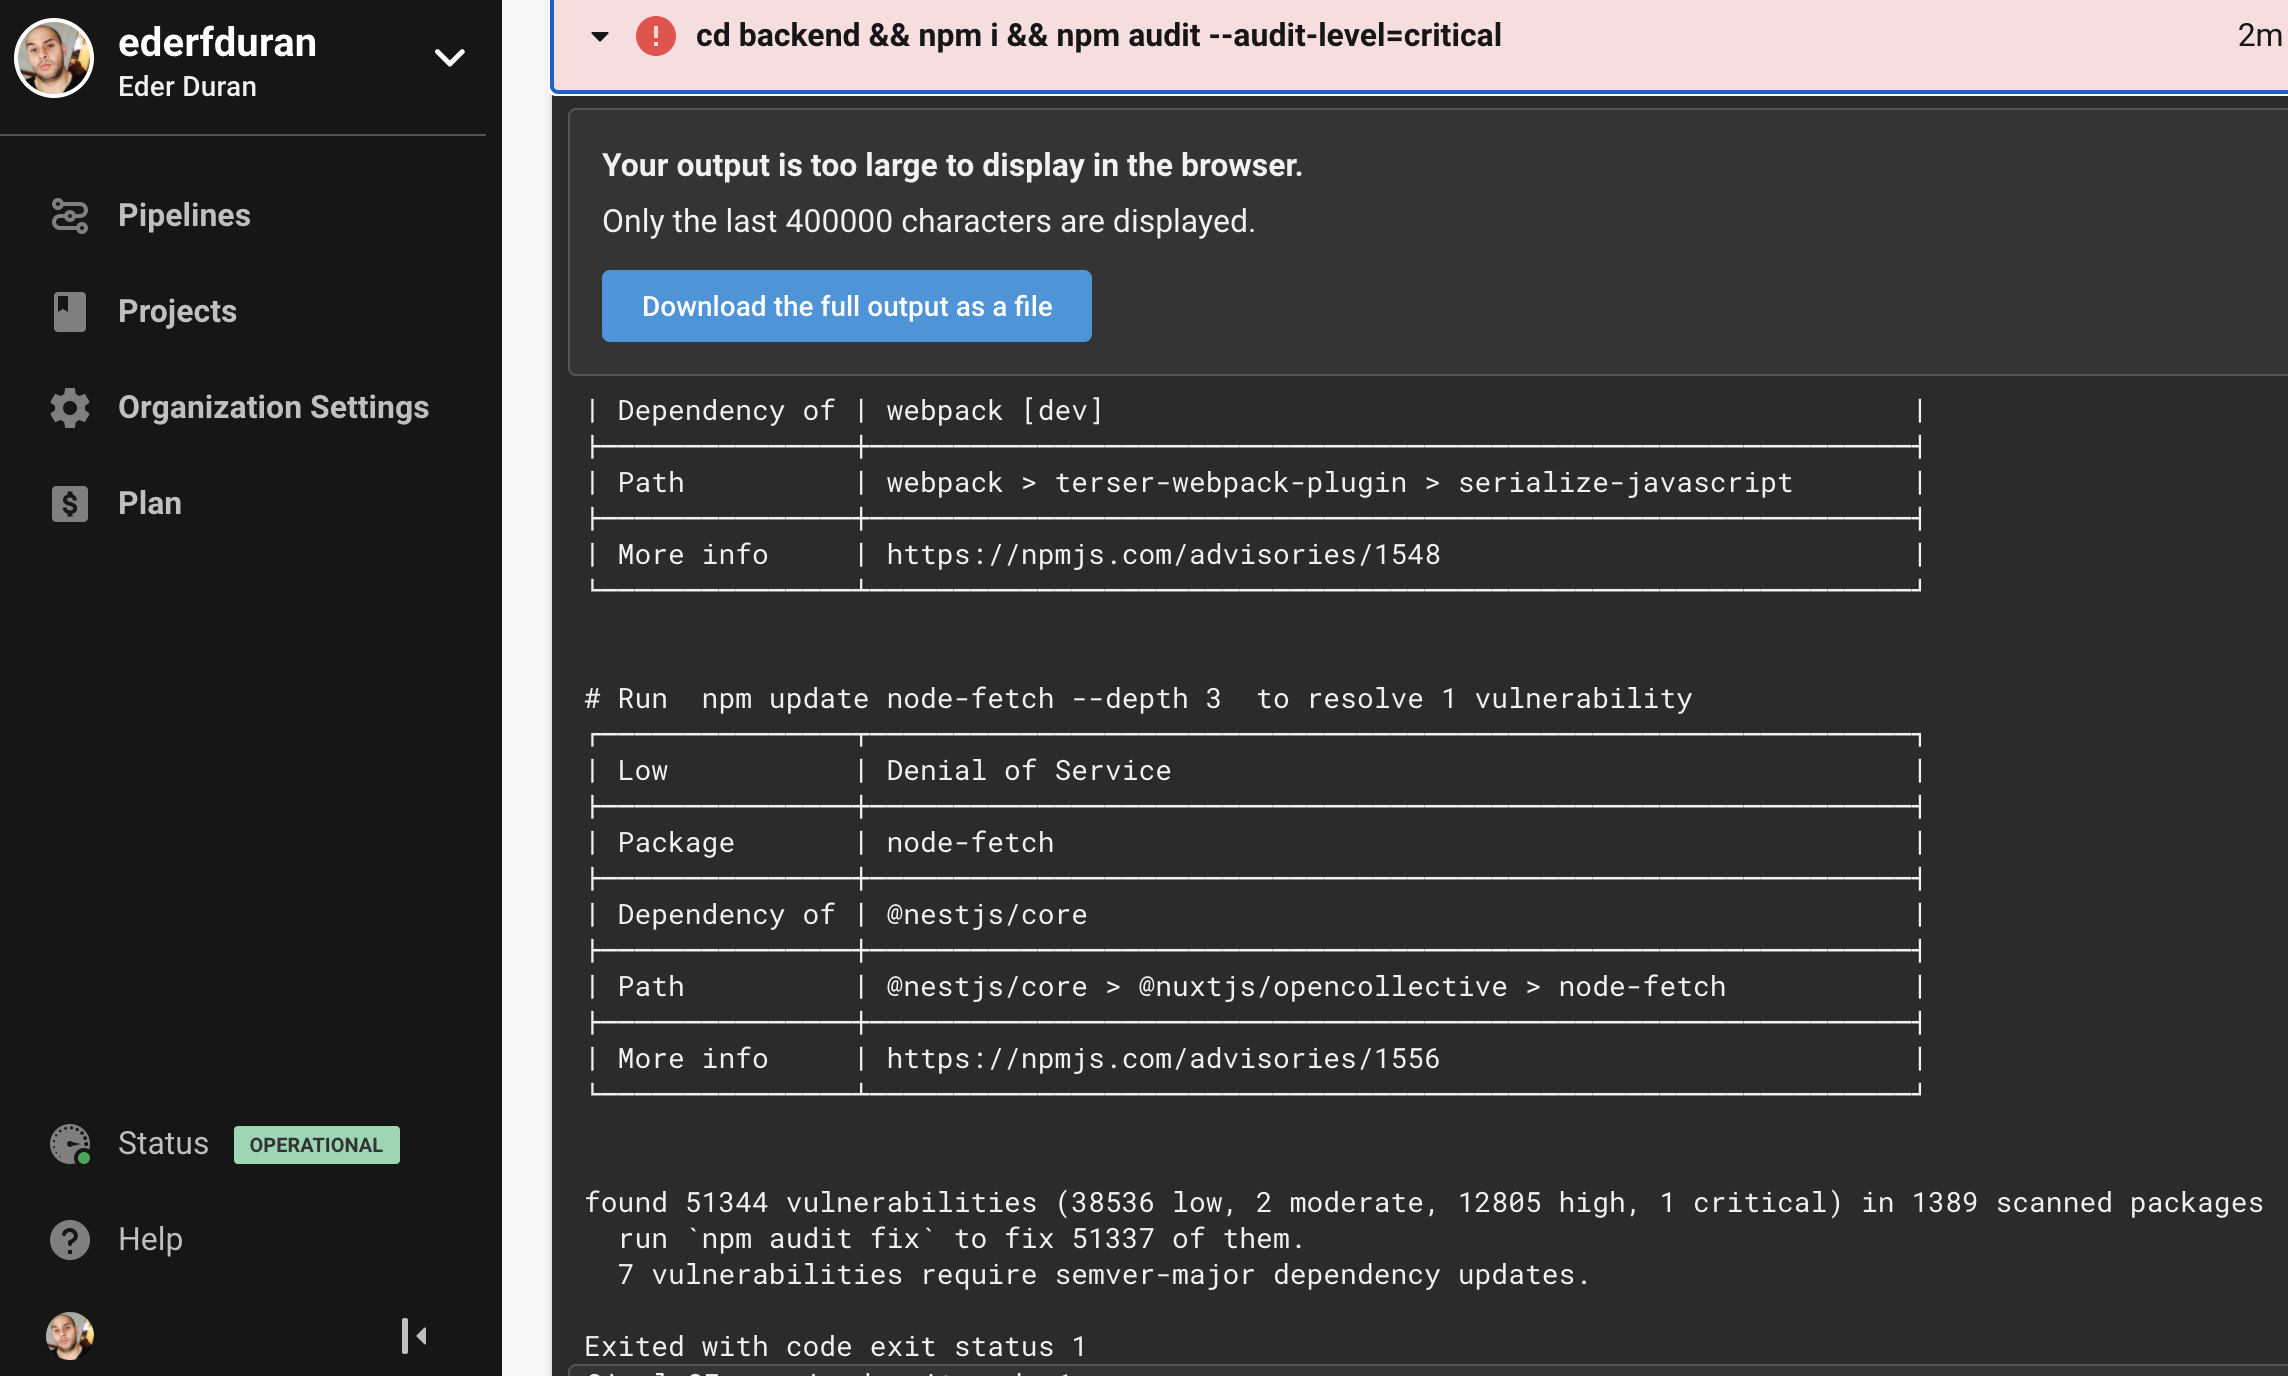 ederfduran
Eder Duran
Pipelines
Projects
Organization Settings
Plan
Status OPERATIONAL
Help
cd backend && npm i && npm audit --audit-level=critical 2m
Your output is too large to display in the browser.
Only the last 400000 characters are displayed.
Download the full output as a file
| Dependency of | webpack [dev] |
| Path | webpack > terser-webpack-plugin > serialize-javascript |
| More info | https://npmjs.com/advisories/1548 |
# Run  npm update node-fetch --depth 3  to resolve 1 vulnerability
| Low | Denial of Service |
| Package | node-fetch |
| Dependency of | @nestjs/core |
| Path | @nestjs/core > @nuxtjs/opencollective > node-fetch |
| More info | https://npmjs.com/advisories/1556 |
found 51344 vulnerabilities (38536 low, 2 moderate, 12805 high, 1 critical) in 1389 scanned packages
run `npm audit fix` to fix 51337 of them.
7 vulnerabilities require semver-major dependency updates.
Exited with code exit status 1